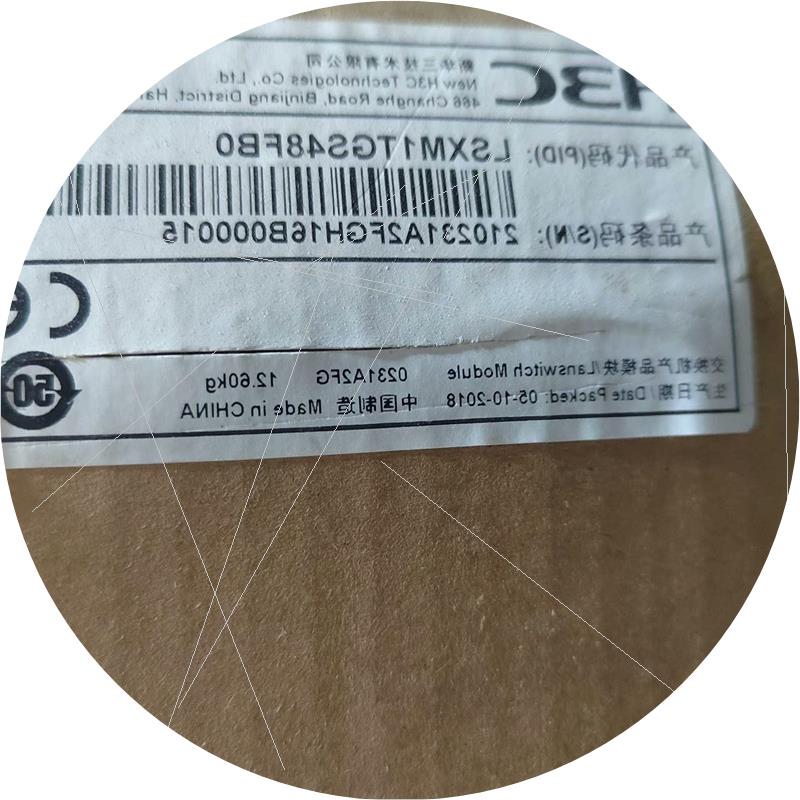 H3C
新华三技术有限公司
New H3C Technologies Co., Ltd.
466 Changhe Road, Binjiang District, Ha
产品代码(PID): LSXM1TGS48FB0
产品条码(S/N): 210231A2FGH16B000015
CE
交换机产品模块/Lanswitch Module 0231A2FG 12.60kg
生产日期/Date Packed: 05-10-2018 中国制造 Made in CHINA
50